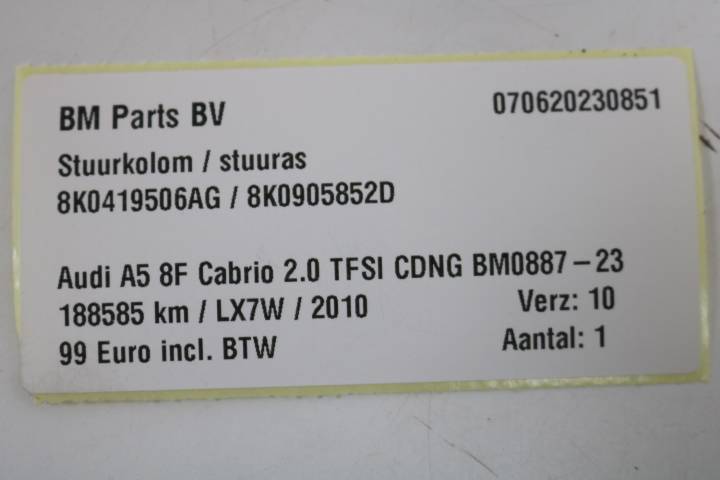 BM Parts BV 070620230851
Stuurkolom / stuuras
8K0419506AG / 8K0905852D
Audi A5 8F Cabrio 2.0 TFSI CDNG BM0887-23
188585 km / LX7W / 2010 Verz: 10
99 Euro incl. BTW Aantal: 1